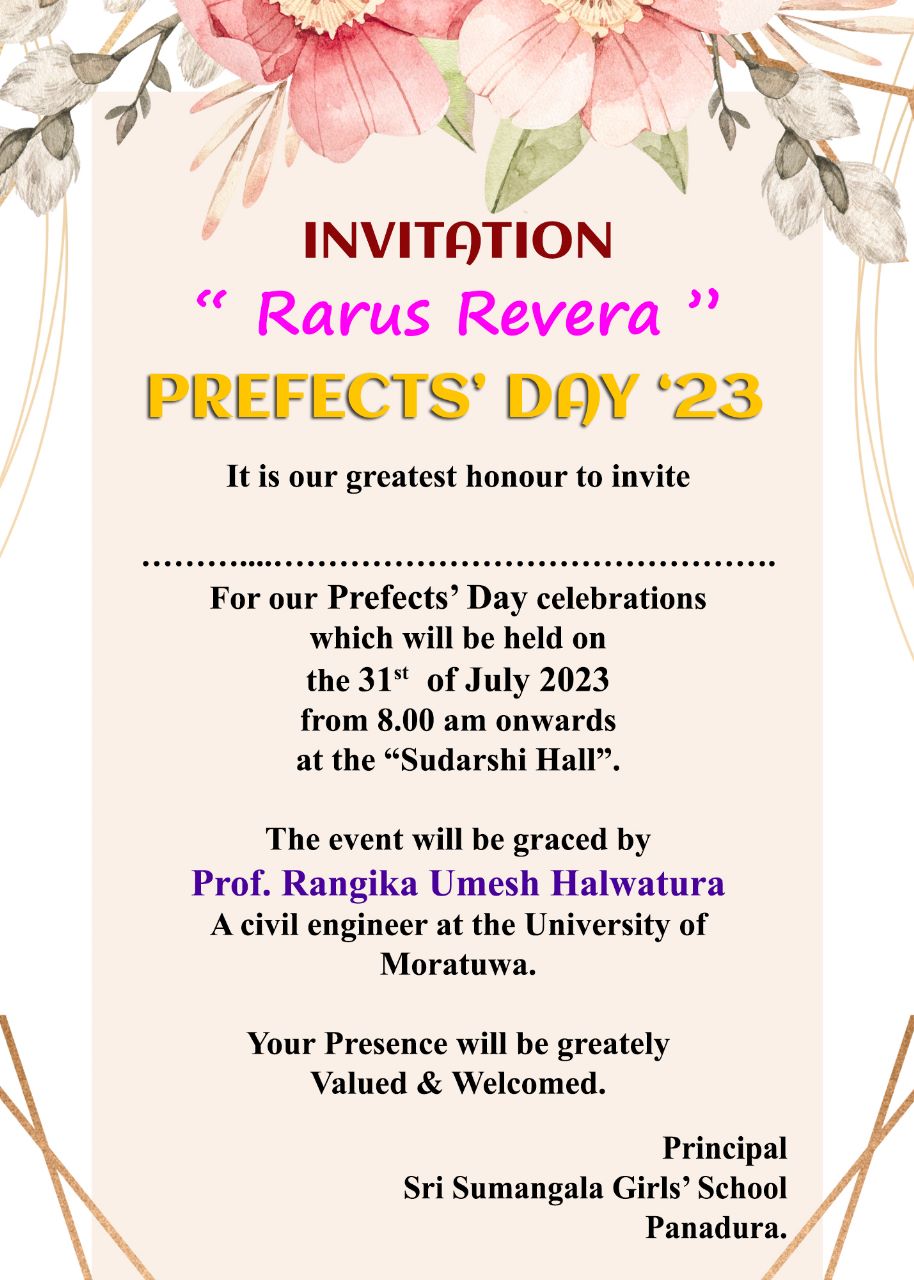 INVITATION
“ Rarus Revera ”
PREFECTS’ DAY ‘23
It is our greatest honour to invite
………....……………………………………………….
For our Prefects’ Day celebrations
which will be held on
the 31st of July 2023
from 8.00 am onwards
at the “Sudarshi Hall”.
The event will be graced by
Prof. Rangika Umesh Halwatura
A civil engineer at the University of
Moratuwa.
Your Presence will be greately
Valued & Welcomed.
Principal
Sri Sumangala Girls’ School
Panadura.